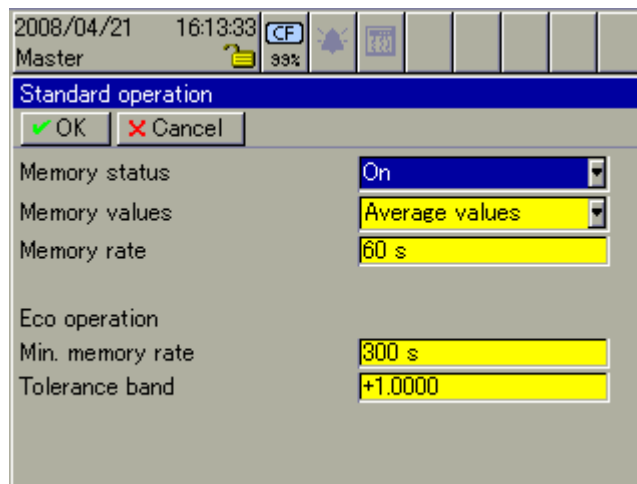 2008/04/21 16:13:33 CF
Master 99%
Standard operation
OK Cancel
Memory status On
Memory values Average values
Memory rate 60 s
Eco operation
Min. memory rate 300 s
Tolerance band +1.0000